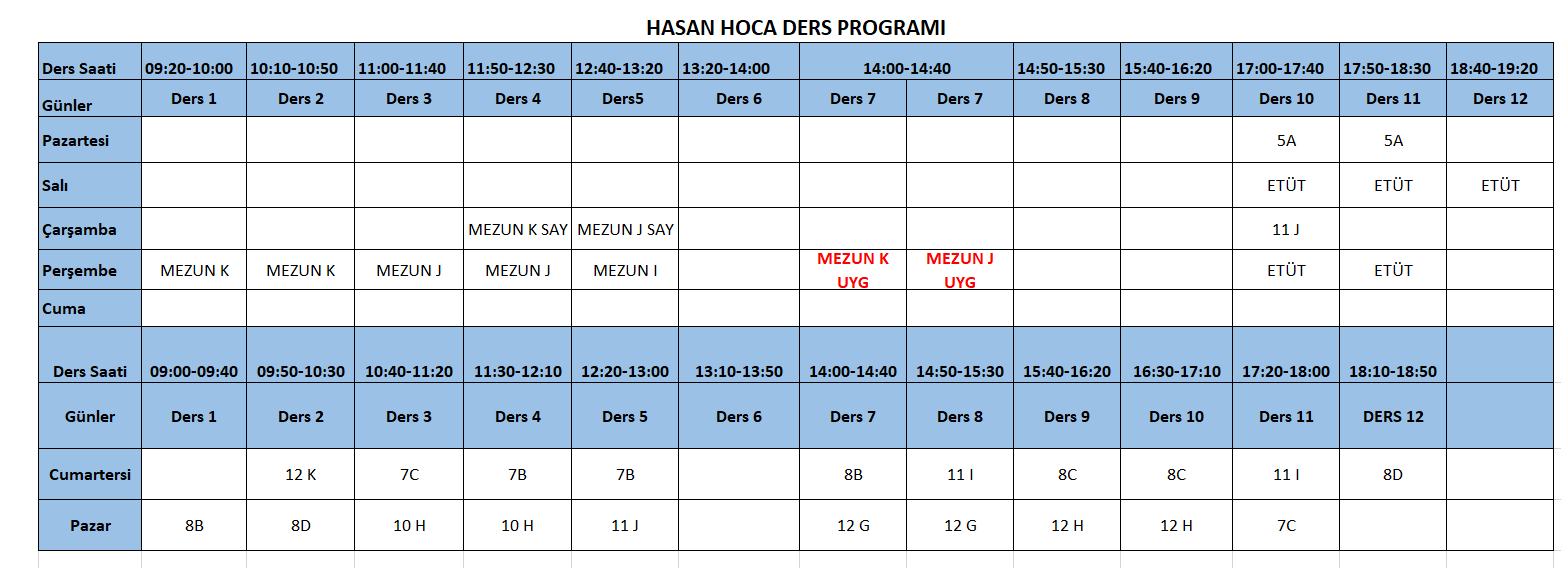 HASAN HOCA DERS PROGRAMI
Ders Saati 09:20-10:00 10:10-10:50 11:00-11:40 11:50-12:30 12:40-13:20 13:20-14:00 14:00-14:40 14:50-15:30 15:40-16:20 17:00-17:40 17:50-18:30 18:40-19:20
Günler Ders 1 Ders 2 Ders 3 Ders 4 Ders5 Ders 6 Ders 7 Ders 7 Ders 8 Ders 9 Ders 10 Ders 11 Ders 12
Pazartesi 5A 5A
Salı ETÜT ETÜT ETÜT
Çarşamba MEZUN K SAY MEZUN J SAY 11 J
Perşembe MEZUN K MEZUN K MEZUN J MEZUN J MEZUN I MEZUN K UYG MEZUN J UYG ETÜT ETÜT
Cuma
Ders Saati 09:00-09:40 09:50-10:30 10:40-11:20 11:30-12:10 12:20-13:00 13:10-13:50 14:00-14:40 14:50-15:30 15:40-16:20 16:30-17:10 17:20-18:00 18:10-18:50
Günler Ders 1 Ders 2 Ders 3 Ders 4 Ders 5 Ders 6 Ders 7 Ders 8 Ders 9 Ders 10 Ders 11 DERS 12
Cumartersi 12 K 7C 7B 7B 8B 11 I 8C 8C 11 I 8D
Pazar 8B 8D 10 H 10 H 11 J 12 G 12 G 12 H 12 H 7C